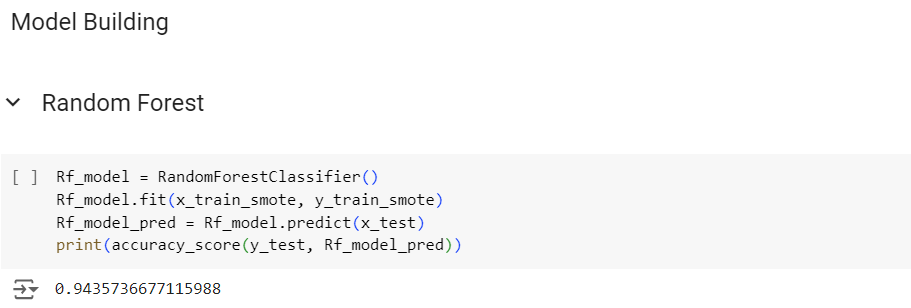 Model Building
Random Forest
[ ] Rf_model = RandomForestClassifier()
Rf_model.fit(x_train_smote, y_train_smote)
Rf_model_pred = Rf_model.predict(x_test)
print(accuracy_score(y_test, Rf_model_pred))
0.9435736677115988